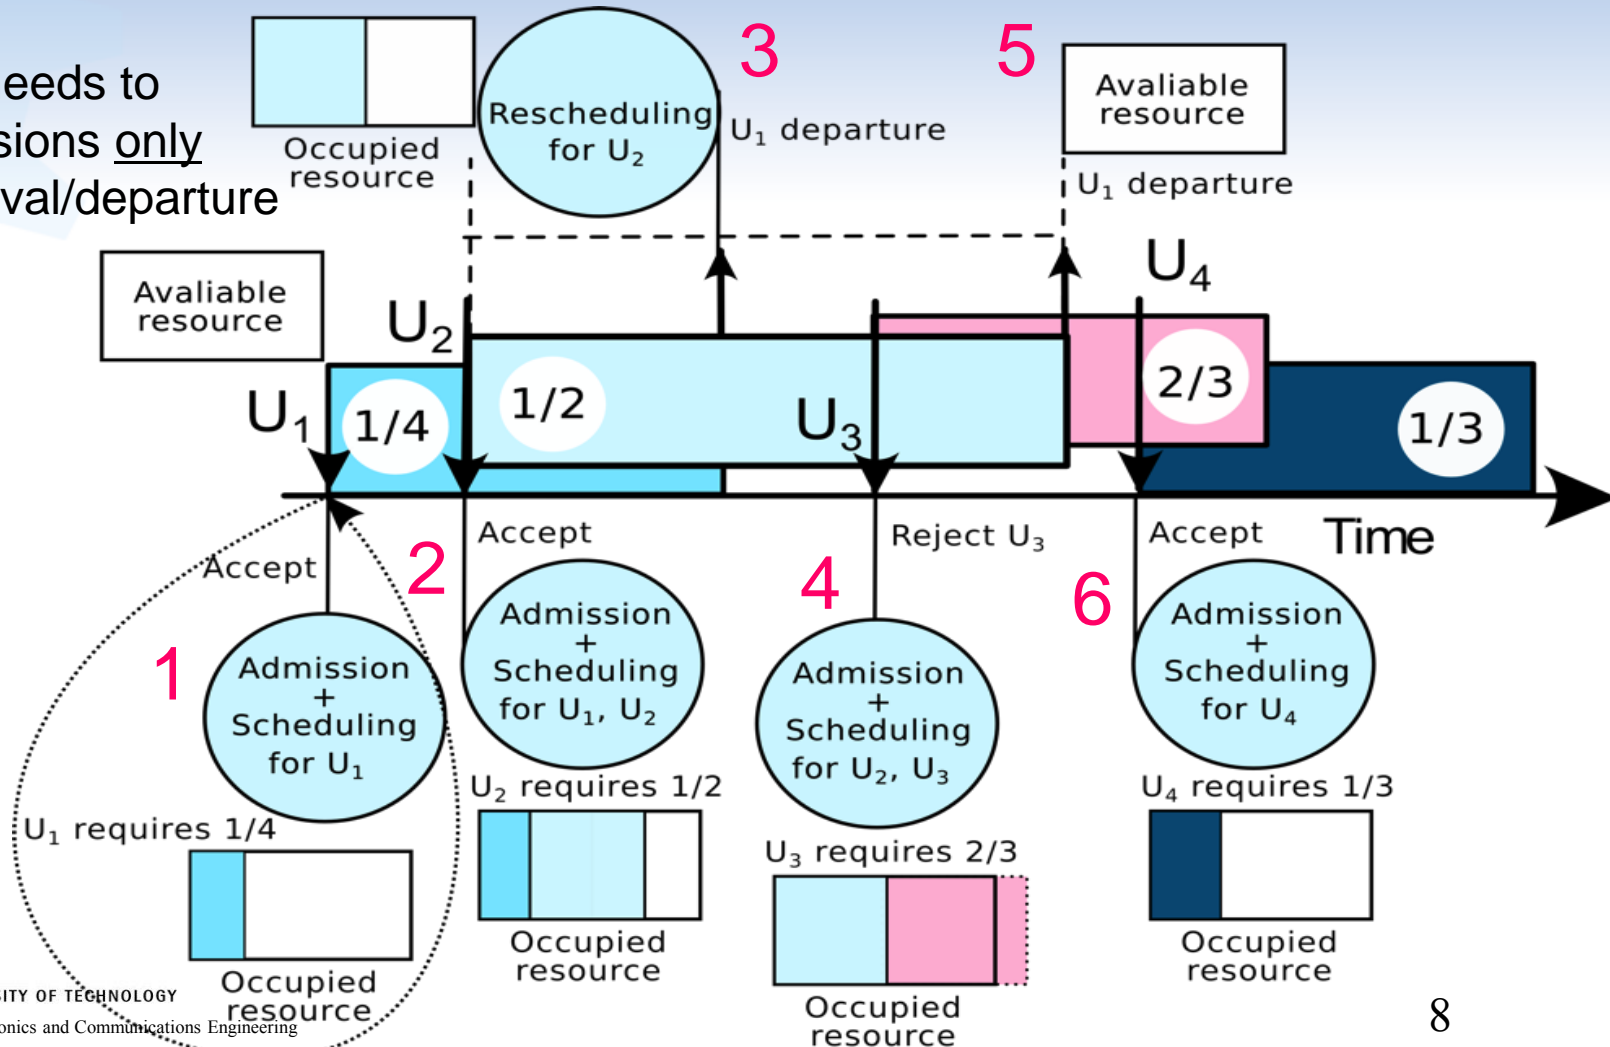 eeds to
sions only
val/departure
Occupied
resource
Rescheduling
for U₂
3
U₁ departure
5
Avaliable
resource
U₁ departure
Avaliable
resource
U₁
1/4
U₂
1/2
U₃
U₄
2/3
1/3
Time
Accept
1
Admission
+
Scheduling
for U₁
U₁ requires 1/4
Occupied
resource
2
Accept
Admission
+
Scheduling
for U₁, U₂
U₂ requires 1/2
Occupied
resource
4
Reject U₃
Admission
+
Scheduling
for U₂, U₃
U₃ requires 2/3
Occupied
resource
6
Accept
Admission
+
Scheduling
for U₄
U₄ requires 1/3
Occupied
resource
SITY OF TECHNOLOGY
onics and Communications Engineering
8